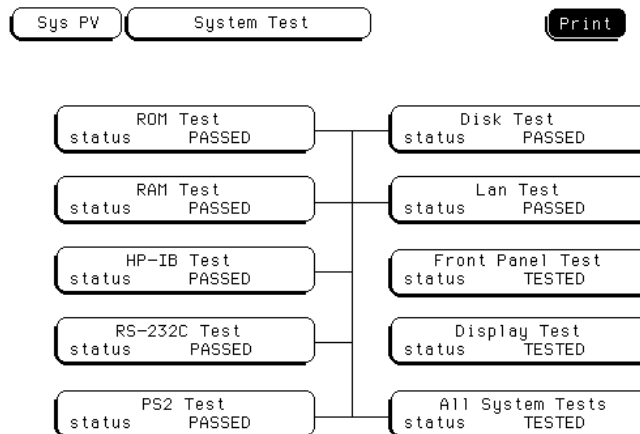 Sys PV System Test Print
ROM Test
status PASSED
Disk Test
status PASSED
RAM Test
status PASSED
Lan Test
status PASSED
HP-IB Test
status PASSED
Front Panel Test
status TESTED
RS-232C Test
status PASSED
Display Test
status TESTED
PS2 Test
status PASSED
All System Tests
status TESTED